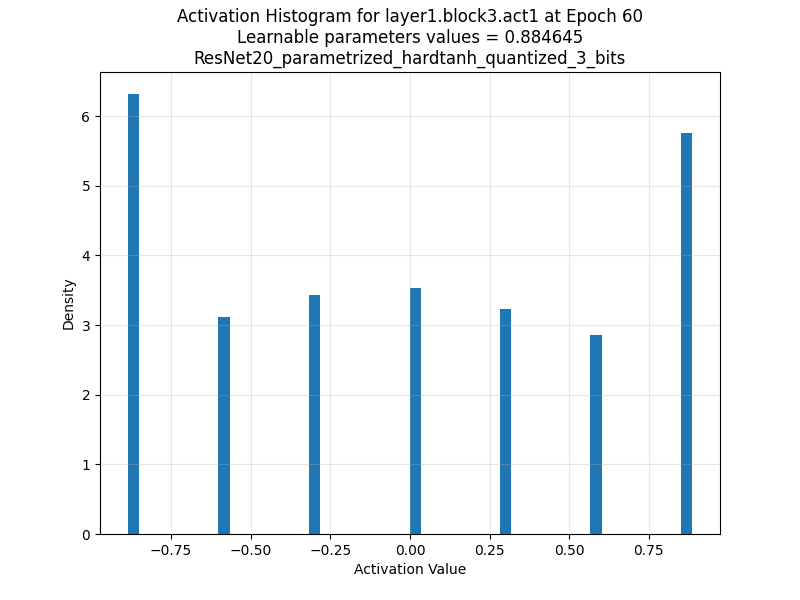 Activation Histogram for layer1.block3.act1 at Epoch 60
Learnable parameters values = 0.884645
ResNet20_parametrized_hardtanh_quantized_3_bits
6
5
4
3
2
1
0
Density
−0.75
−0.50
−0.25
0.00
0.25
0.50
0.75
Activation Value